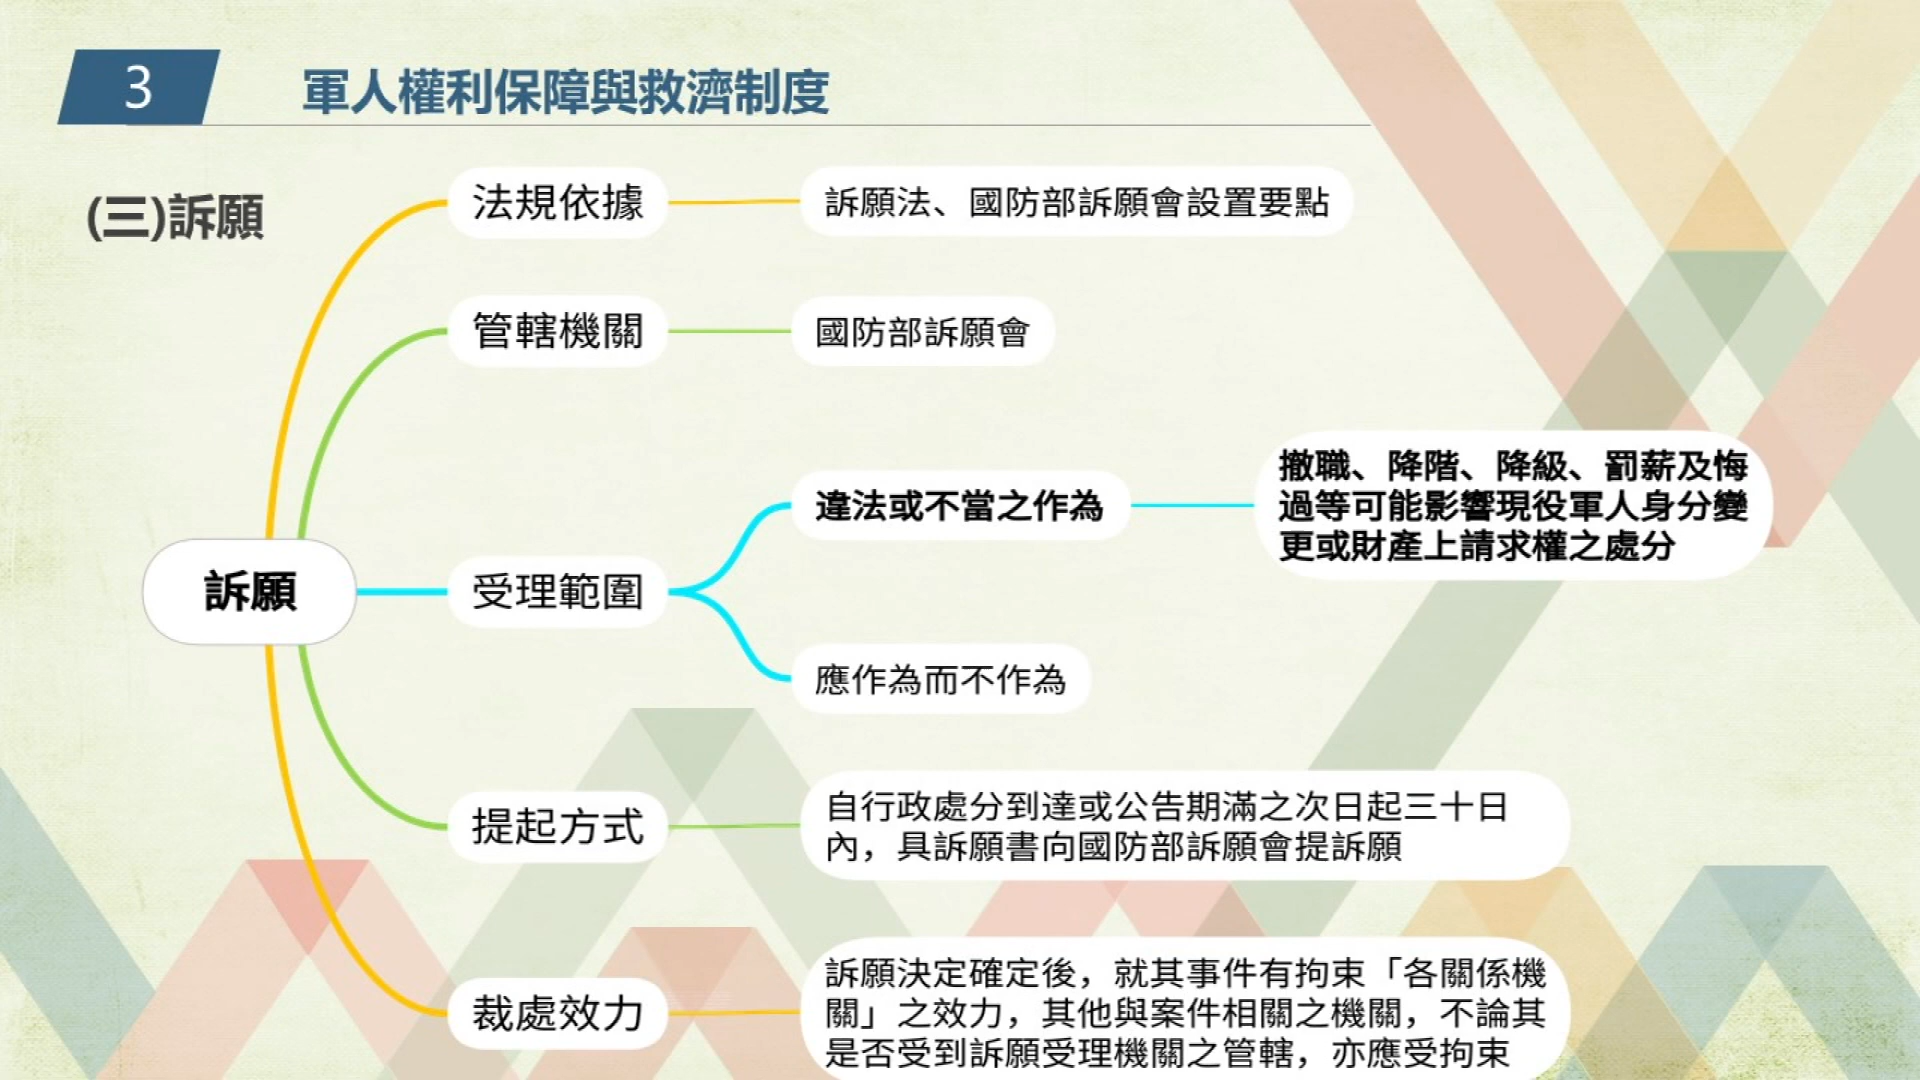 3
軍人權利保障與救濟制度
(三)訴願
訴願
法規依據
訴願法、國防部訴願會設置要點
管轄機關
國防部訴願會
受理範圍
違法或不當之作為
撤職、降階、降級、罰薪及悔
過等可能影響現役軍人身分變
更或財產上請求權之處分
應作為而不作為
提起方式
自行政處分到達或公告期滿之次日起三十日
內，具訴願書向國防部訴願會提訴願
裁處效力
訴願決定確定後，就其事件有拘束「各關係機
關」之效力，其他與案件相關之機關，不論其
是否受到訴願受理機關之管轄，亦應受拘束